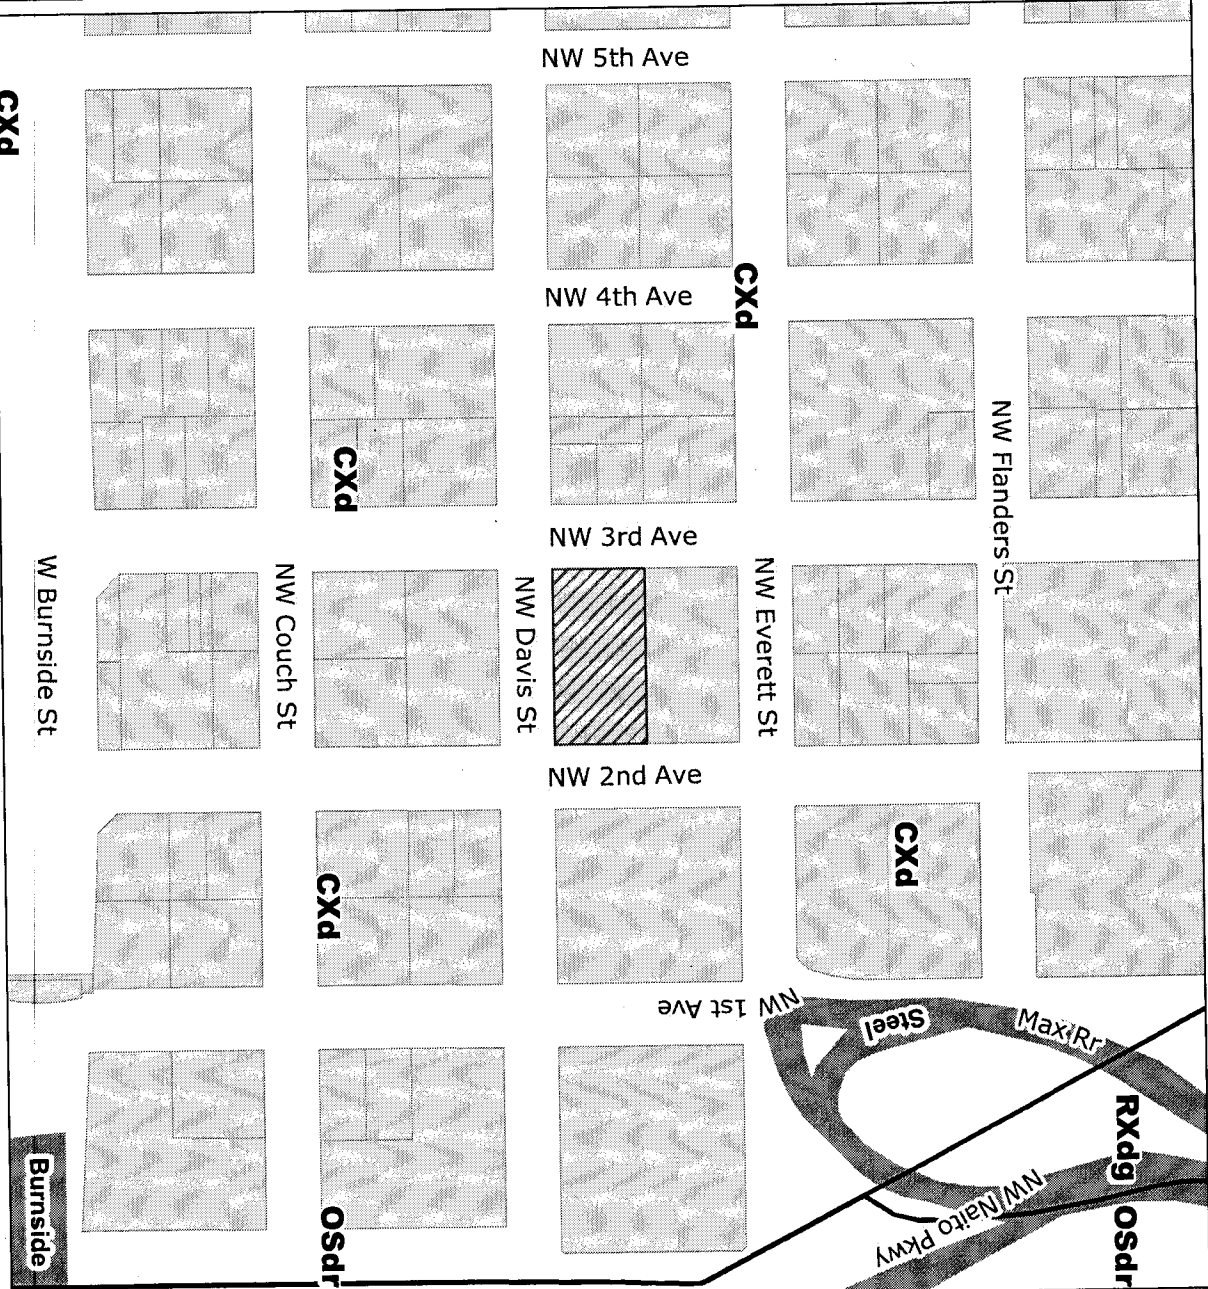 NW 5th Ave
CXd
CXd
NW 4th Ave
NW Flanders St
CXd
NW 3rd Ave
W Burnside St
NW Couch St
NW Davis St
NW Everett St
NW 2nd Ave
CXd
CXd
NW 1st Ave
Steel
Max Rr
RXdg
NW Naito Pkwy
Burnside
OSdr
OSdr